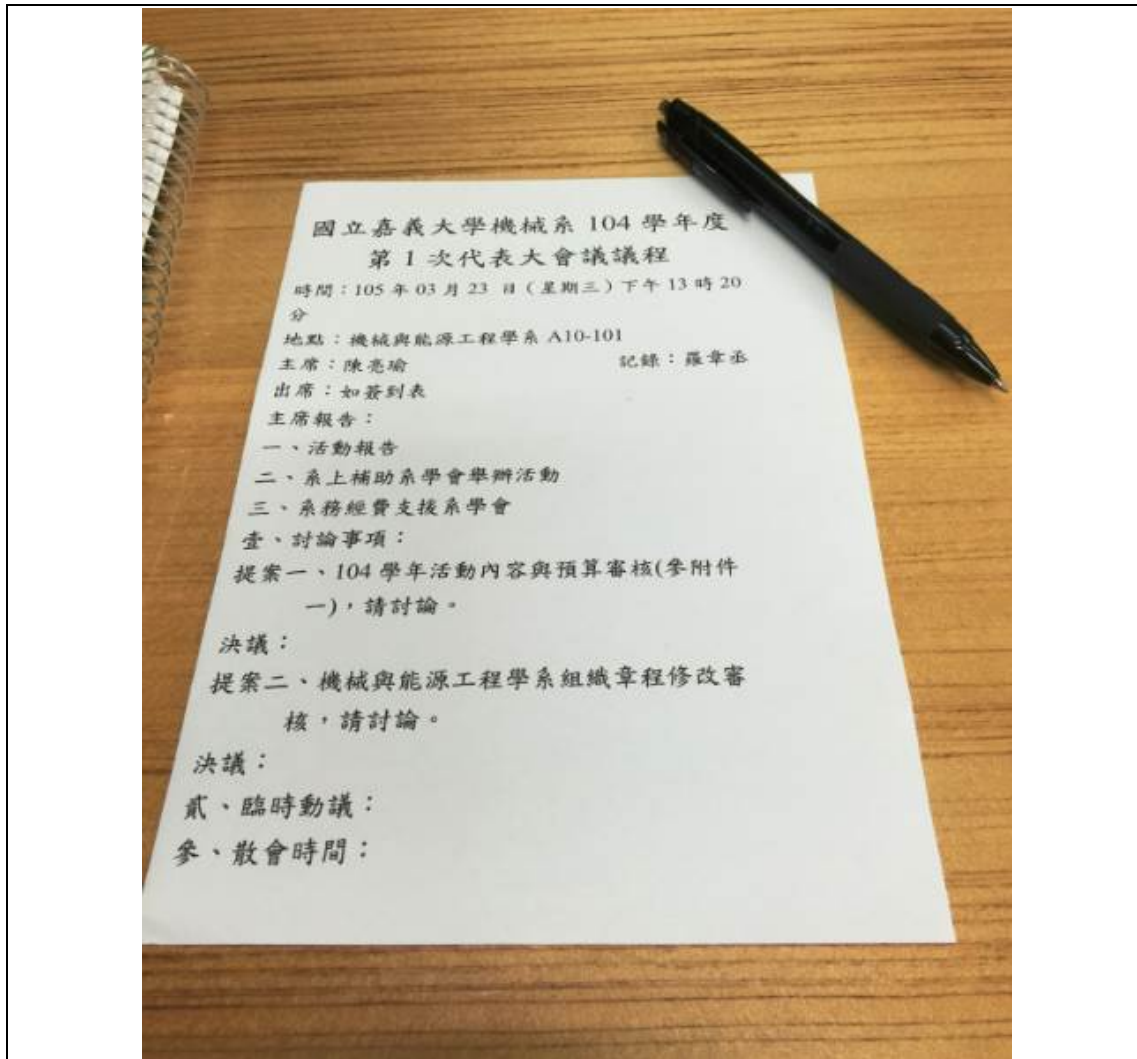 國立嘉義大學機械系 104 學年度
第 1 次代表大會議議程
時間：105 年 03 月 23 日（星期三）下午 13 時 20
分
地點：機械與能源工程學系 A10-101
主席：陳亮瑜 記錄：羅章丞
出席：如簽到表
主席報告：
一、活動報告
二、系上補助系學會舉辦活動
三、系務經費支援系學會
壹、討論事項：
提案一、104 學年活動內容與預算審核(參附件
一)，請討論。
決議：
提案二、機械與能源工程學系組織章程修改審
核，請討論。
決議：
貳、臨時動議：
參、散會時間：